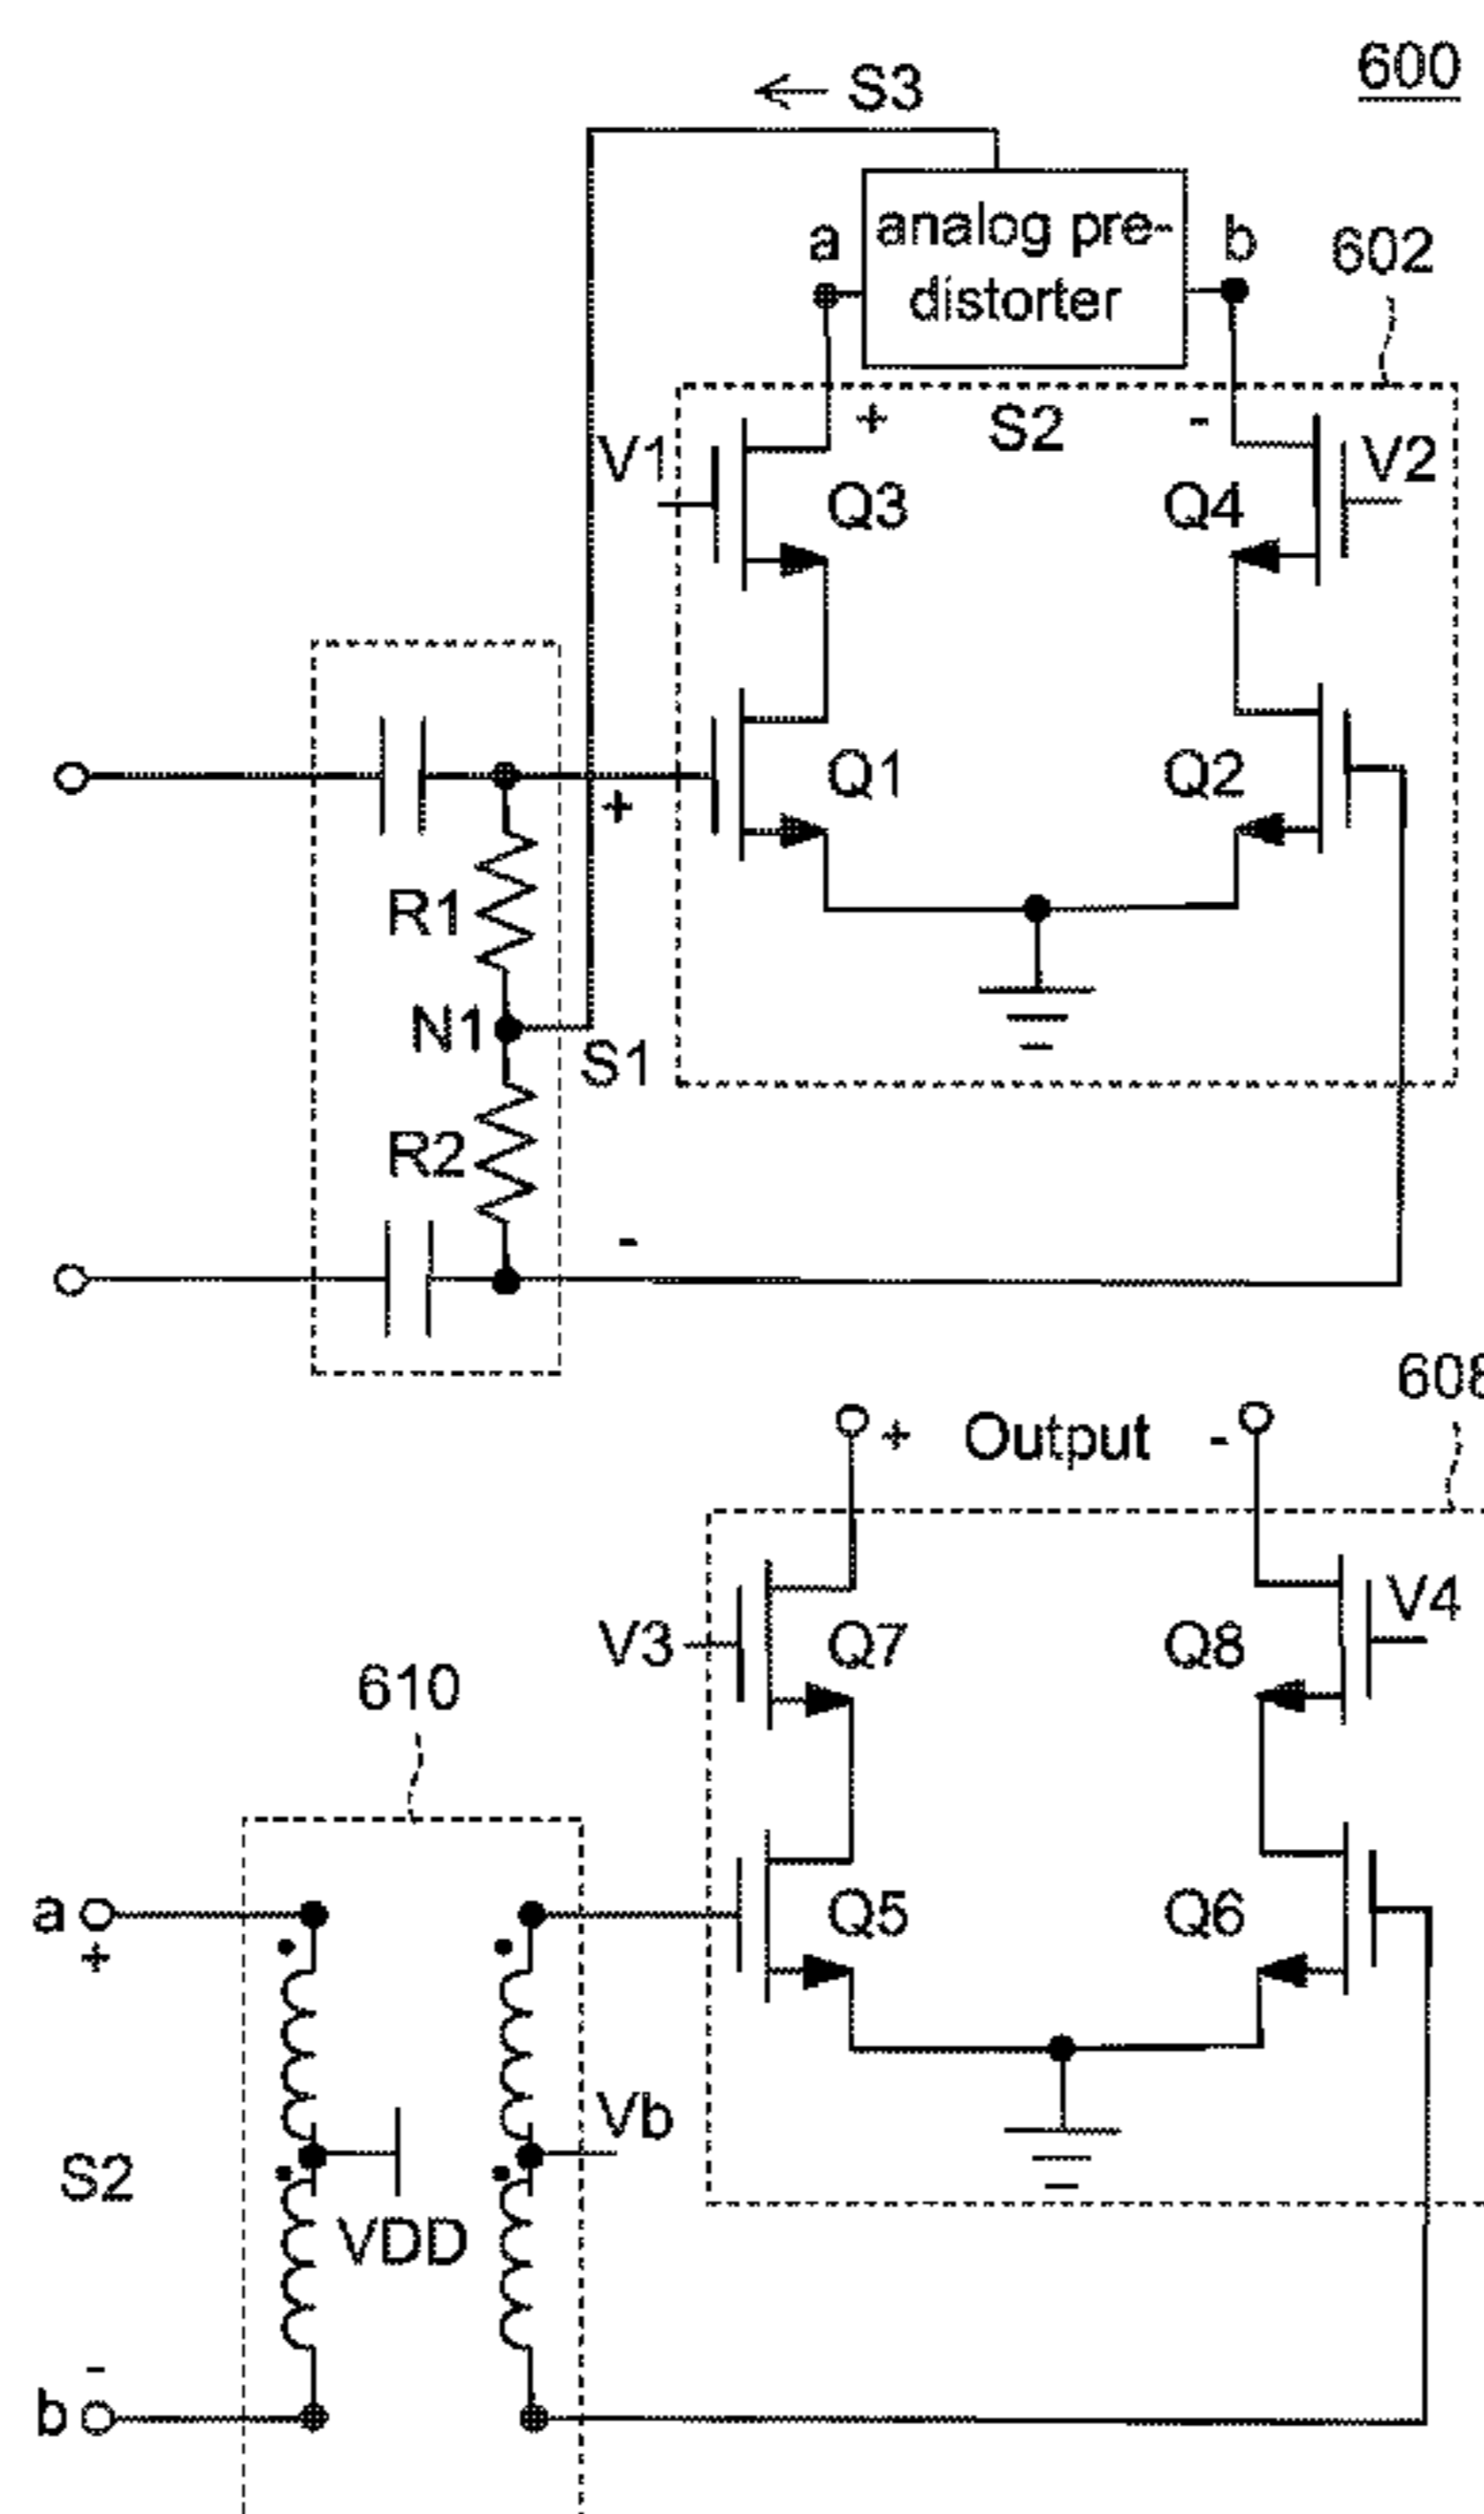 600
← S3
a
analog pre-
distorter
b
602
+ S2 -
V1
V2
Q3
Q4
Q1
Q2
+
R1
N1
S1
R2
-
608
+ Output -
V3
Q7
Q8
V4
610
a
+
Q5
Q6
Vb
S2
VDD
-
b